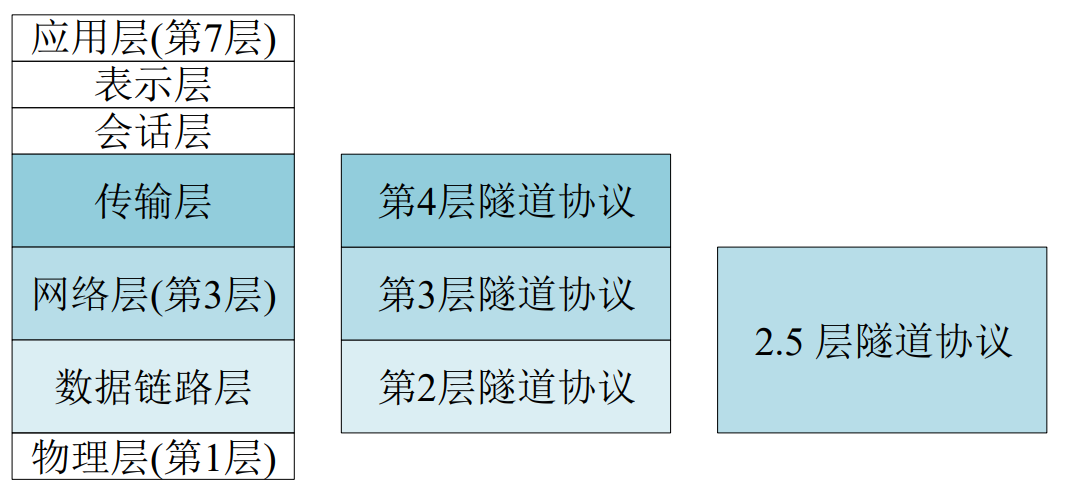 应用层(第7层)
表示层
会话层
传输层
网络层(第3层)
数据链路层
物理层(第1层)
第4层隧道协议
第3层隧道协议
第2层隧道协议
2.5 层隧道协议